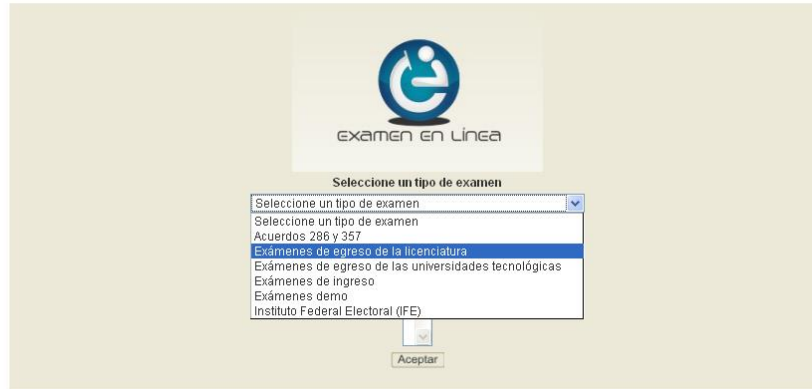 examen en Línea
Seleccione un tipo de examen
Seleccione un tipo de examen
Seleccione un tipo de examen
Acuerdos 286 y 357
Exámenes de egreso de la licenciatura
Exámenes de egreso de las universidades tecnológicas
Exámenes de ingreso
Exámenes demo
Instituto Federal Electoral (IFE)
Aceptar